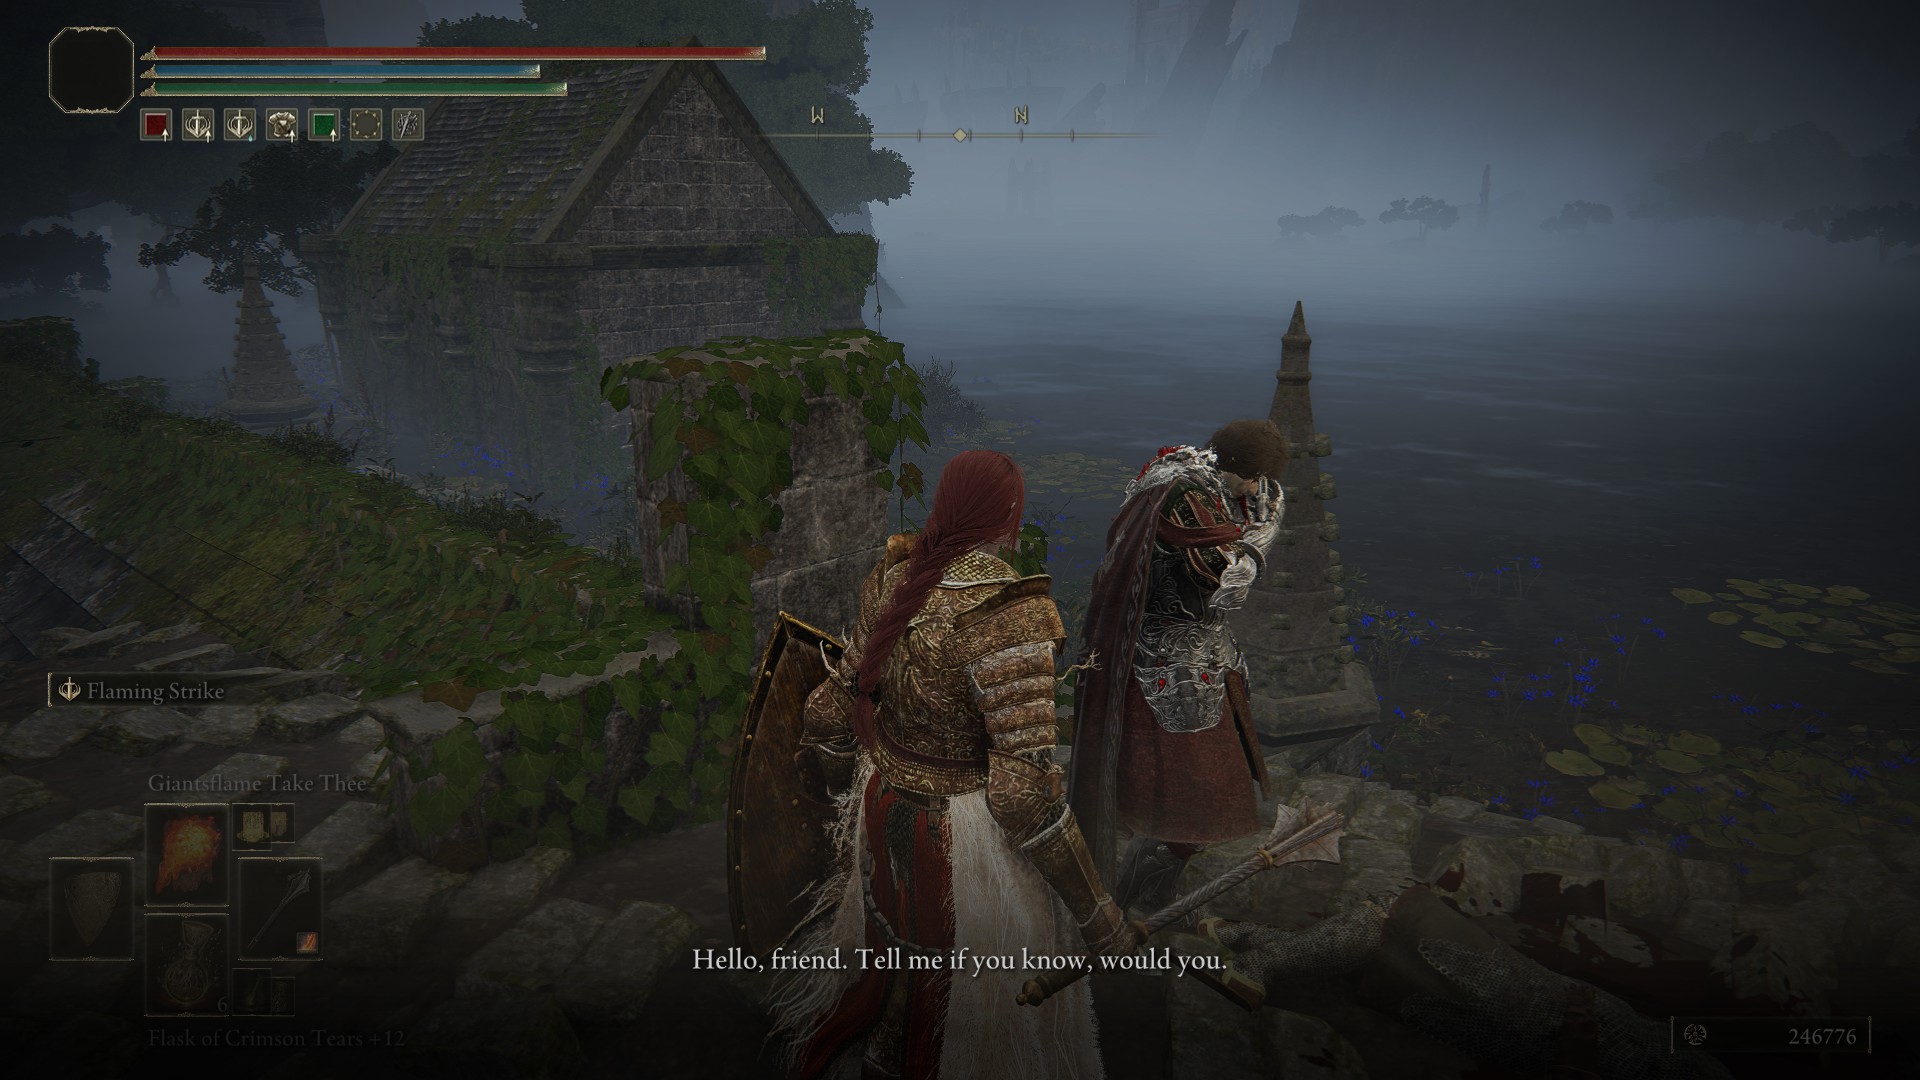 W
N
Flaming Strike
Giantsflame Take Thee
6
Flask of Crimson Tears +12
Hello, friend. Tell me if you know, would you.
246776